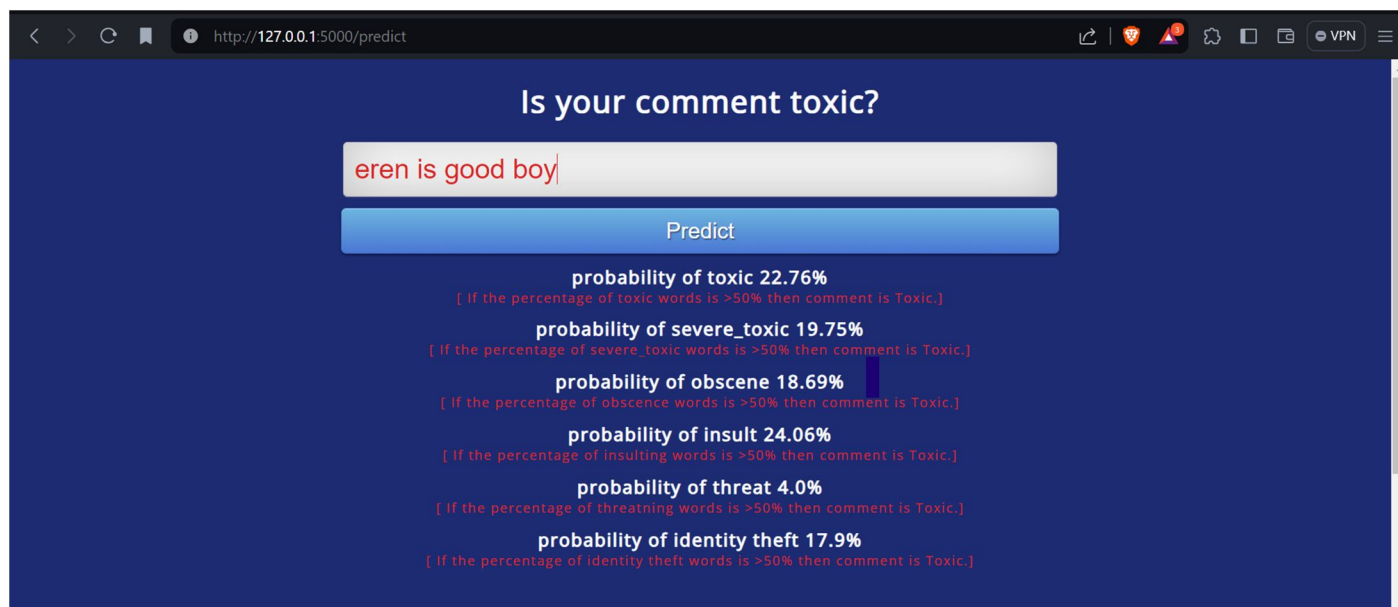 http://127.0.0.1:5000/predict
3
VPN
Is your comment toxic?
eren is good boy
Predict
probability of toxic 22.76%
[ If the percentage of toxic words is >50% then comment is Toxic.]
probability of severe_toxic 19.75%
[ If the percentage of severe_toxic words is >50% then comment is Toxic.]
probability of obscene 18.69%
[ If the percentage of obscence words is >50% then comment is Toxic.]
probability of insult 24.06%
[ If the percentage of insulting words is >50% then comment is Toxic.]
probability of threat 4.0%
[ If the percentage of threatning words is >50% then comment is Toxic.]
probability of identity theft 17.9%
[ If the percentage of identity theft words is >50% then comment is Toxic.]